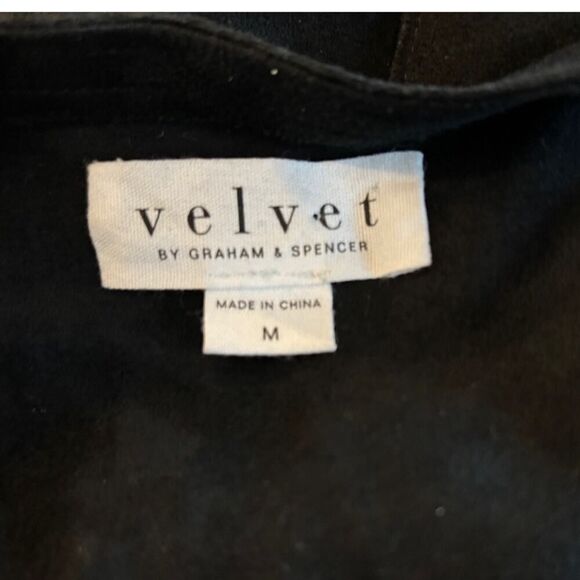 velvet
BY GRAHAM & SPENCER
MADE IN CHINA
M